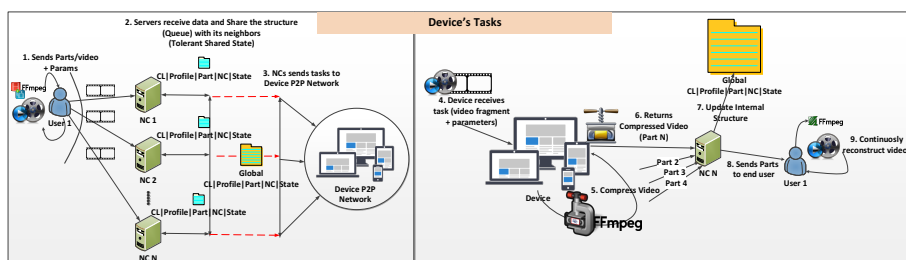 Device's Tasks
2. Servers receive data and Share the structure
(Queue) with its neighbors
(Tolerant Shared State)
1. Sends Parts/video
+ Params
FFmpeg
User 1
CL|Profile|Part|NC|State
NC 1
CL|Profile|Part|NC|State
NC 2
CL|Profile|Part|NC|State
NC N
3. NCs sends tasks to
Device P2P Network
Global
CL|Profile|Part|NC|State
Device P2P
Network
4. Device receives
task (video fragment +
parameters)
Device
5. Compress Video
FFmpeg
6. Returns
Compressed Video
(Part N)
Part 2
Part 3
Part 4
Global
CL|Profile|Part|NC|State
7. Update Internal
Structure
NC N
8. Sends Parts
to end user
FFmpeg
User 1
9. Continuosly
reconstruct video